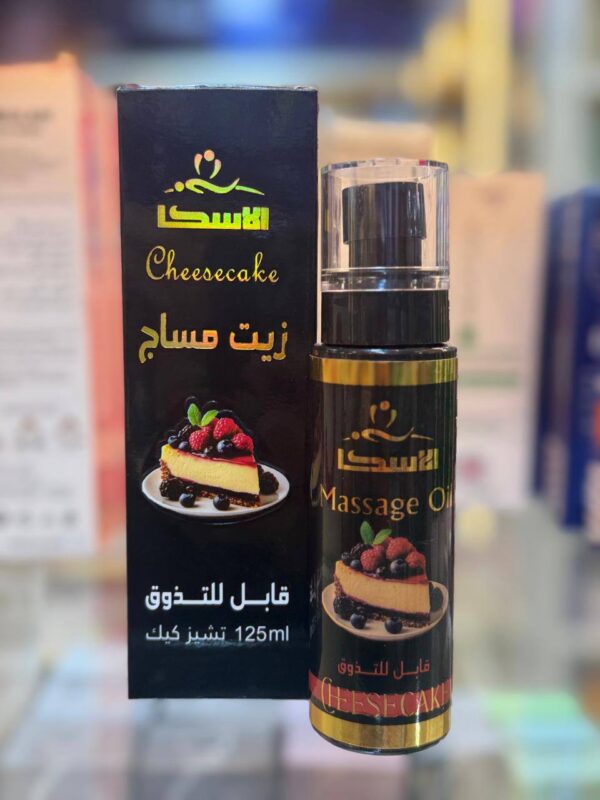 الاسكا
Cheesecake
زيت مساج
قابل للتذوق
125ml تشيز كيك
الاسكا
Massage Oil
قابل للتذوق
CHEESECAKE